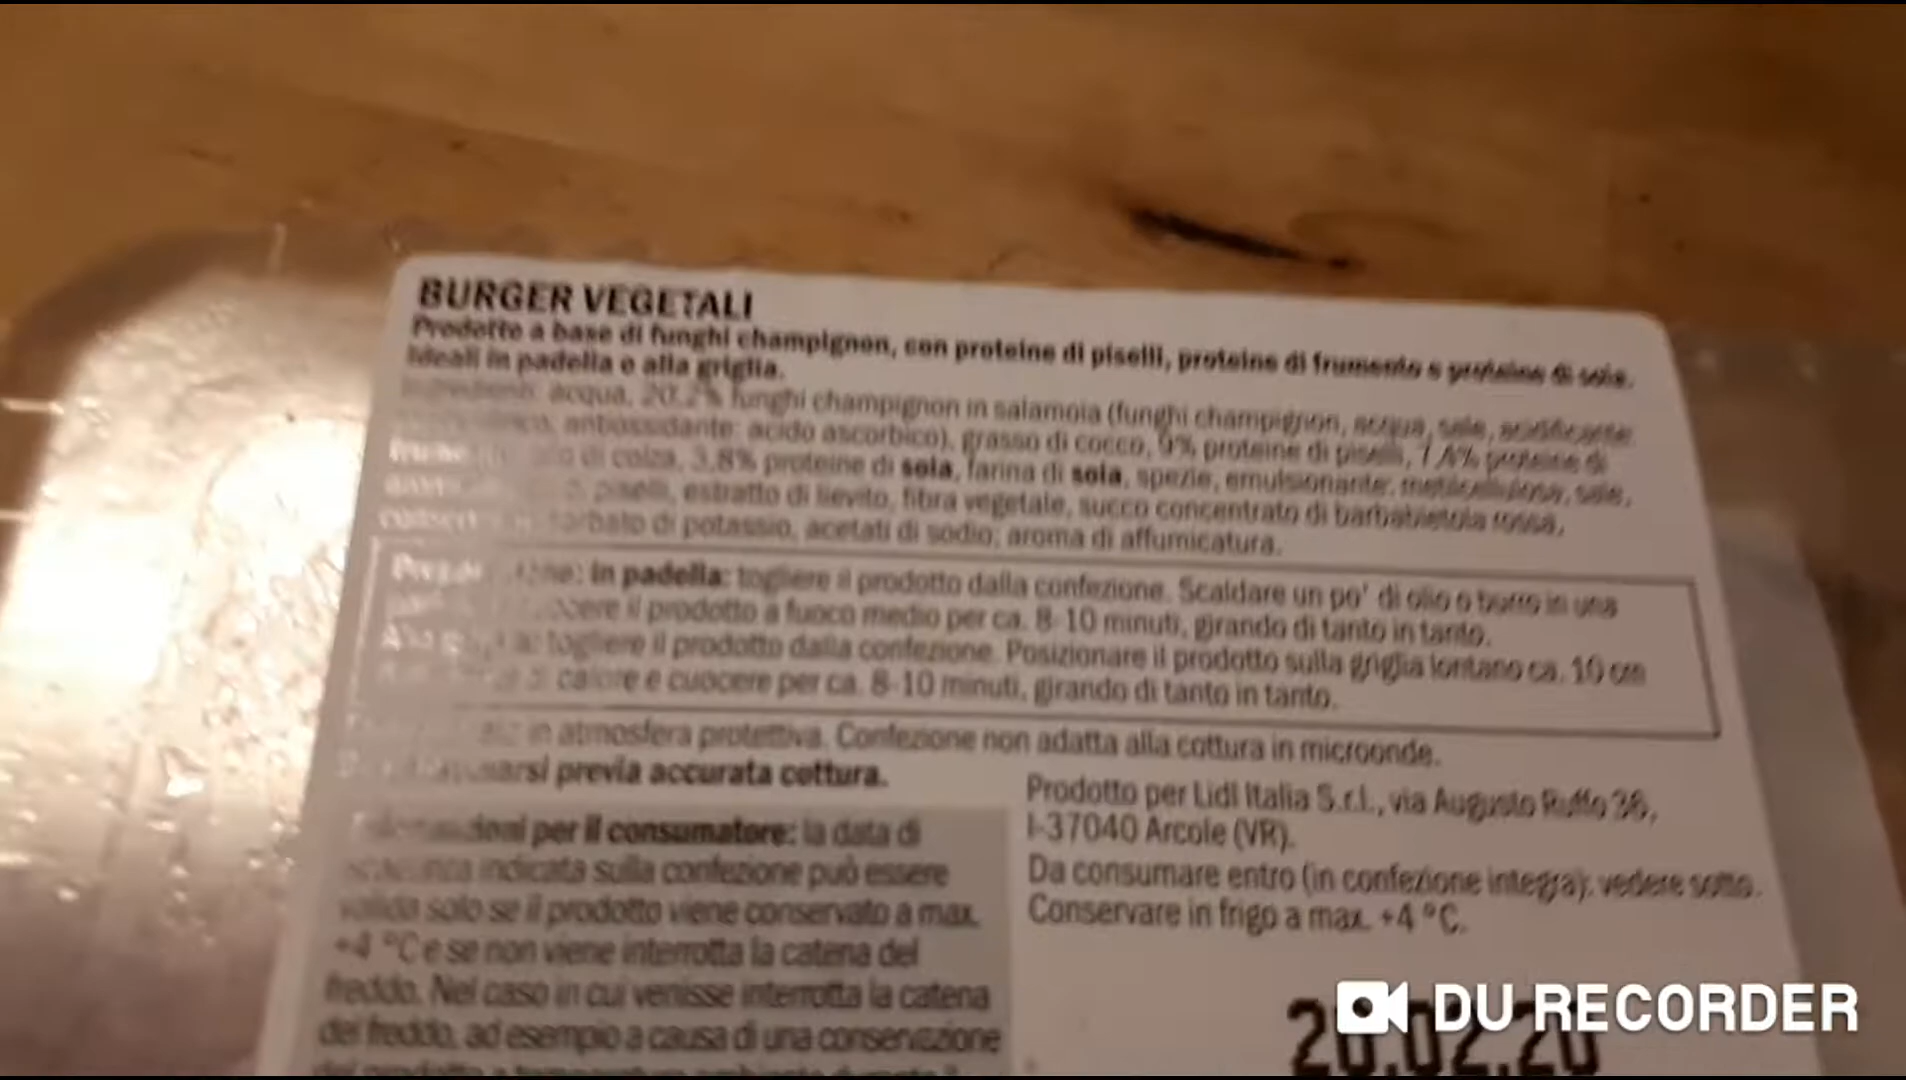 BURGER VEGETALI
Prodotto a base di funghi champignon, con proteine di piselli, proteine di frumento e proteine di soia.
Ideali in padella o alla griglia.
Ingredienti: acqua, 20,2% funghi champignon in salamoia (funghi champignon, acqua, sale, acidificante:
antiossidante: acido ascorbico), grasso di cocco, 9% proteine di piselli, proteine di
di colza, 3,8% proteine di soia, farina di soia, spezie, emulsionante: metilcellulosa, sale,
piselli, estratto di lievito, fibra vegetale, succo concentrato di barbabietola rossa,
di potassio, acetati di sodio; aroma di affumicatura.
in padella: togliere il prodotto dalla confezione. Scaldare un po' di olio o burro in una
il prodotto a fuoco medio per ca. 8-10 minuti, girando di tanto in tanto.
togliere il prodotto dalla confezione. Posizionare il prodotto sulla griglia lontano ca. 10 cm
calore e cuocere per ca. 8-10 minuti, girando di tanto in tanto.
in atmosfera protettiva. Confezione non adatta alla cottura in microonde.
previa accurata cottura.
per il consumatore: la data di
indicata sulla confezione può essere
valida solo se il prodotto viene conservato a max.
+4 °C e se non viene interrotta la catena del
freddo. Nel caso in cui venisse interrotta la catena
del freddo, ad esempio a causa di una conservazione
del prodotto a temperatura ambiente
Prodotto per Lidl Italia S.r.l., via Augusto Ruffo 36,
I-37040 Arcole (VR).
Da consumare entro (in confezione integra): vedere sotto.
Conservare in frigo a max. +4 °C.
20.02.20
DU RECORDER